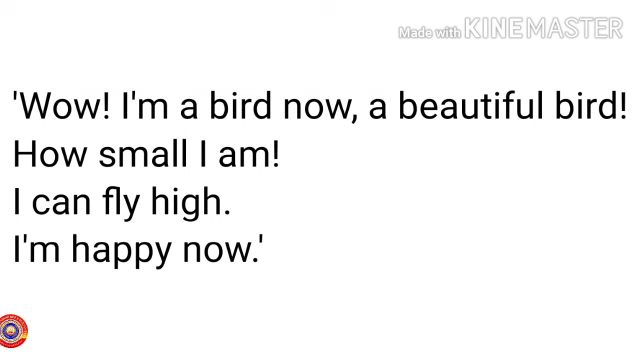 Made with KINEMASTER
'Wow! I'm a bird now, a beautiful bird!
How small I am!
I can fly high.
I'm happy now.'